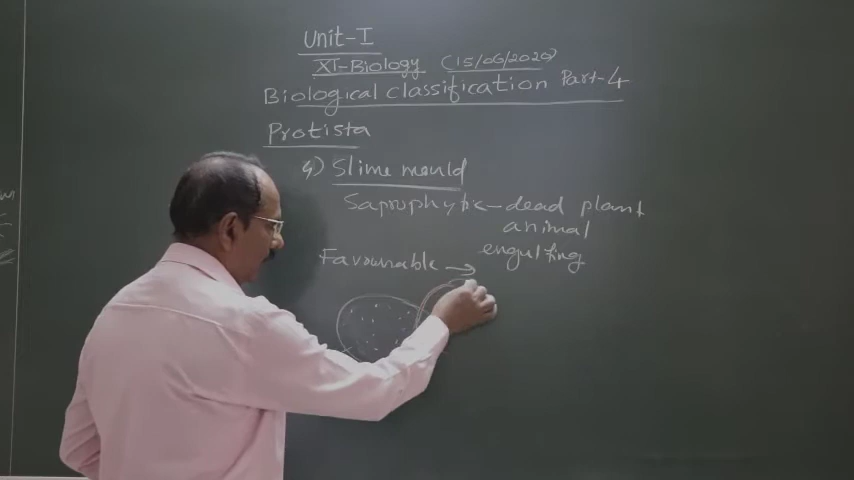 Unit-I
XI-Biology (15/06/2020)
Biological classification Part-4
Protista
4) Slime mould
Saprophytic - dead plant
animal
Favourable → engulfing